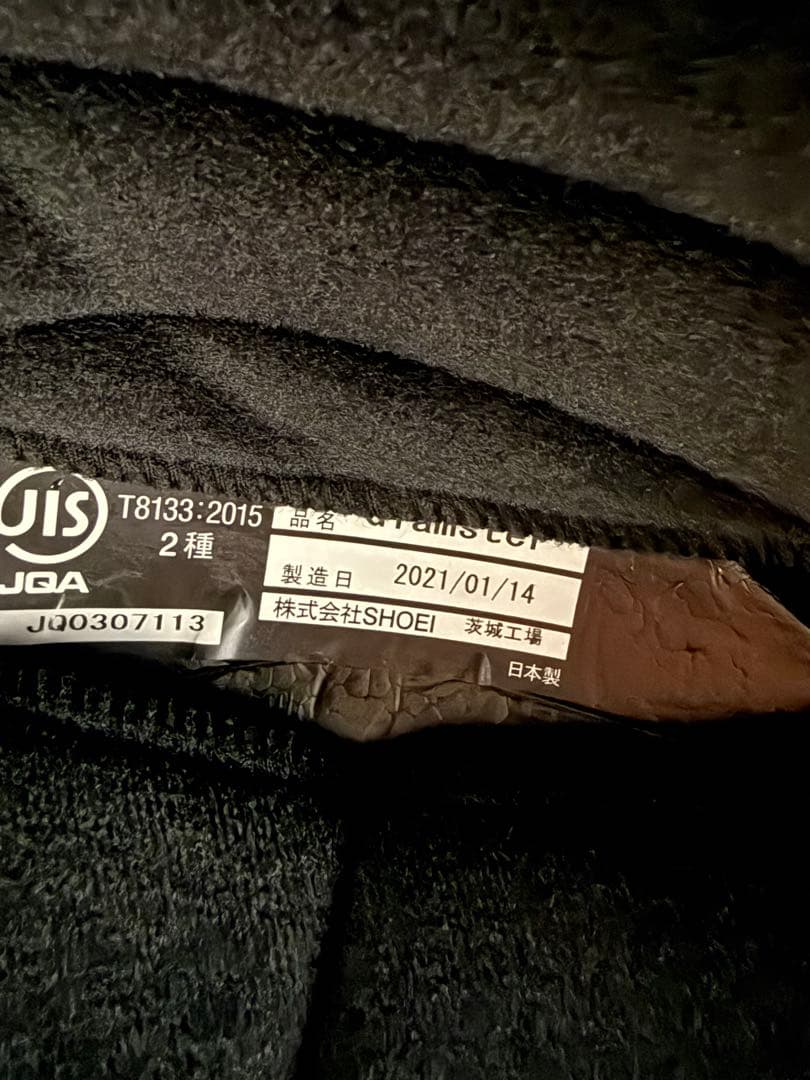 JIS
JQA
JQ0307113
T8133:2015
2種
品名 Glamster
製造日 2021/01/14
株式会社SHOEI 茨城工場
日本製